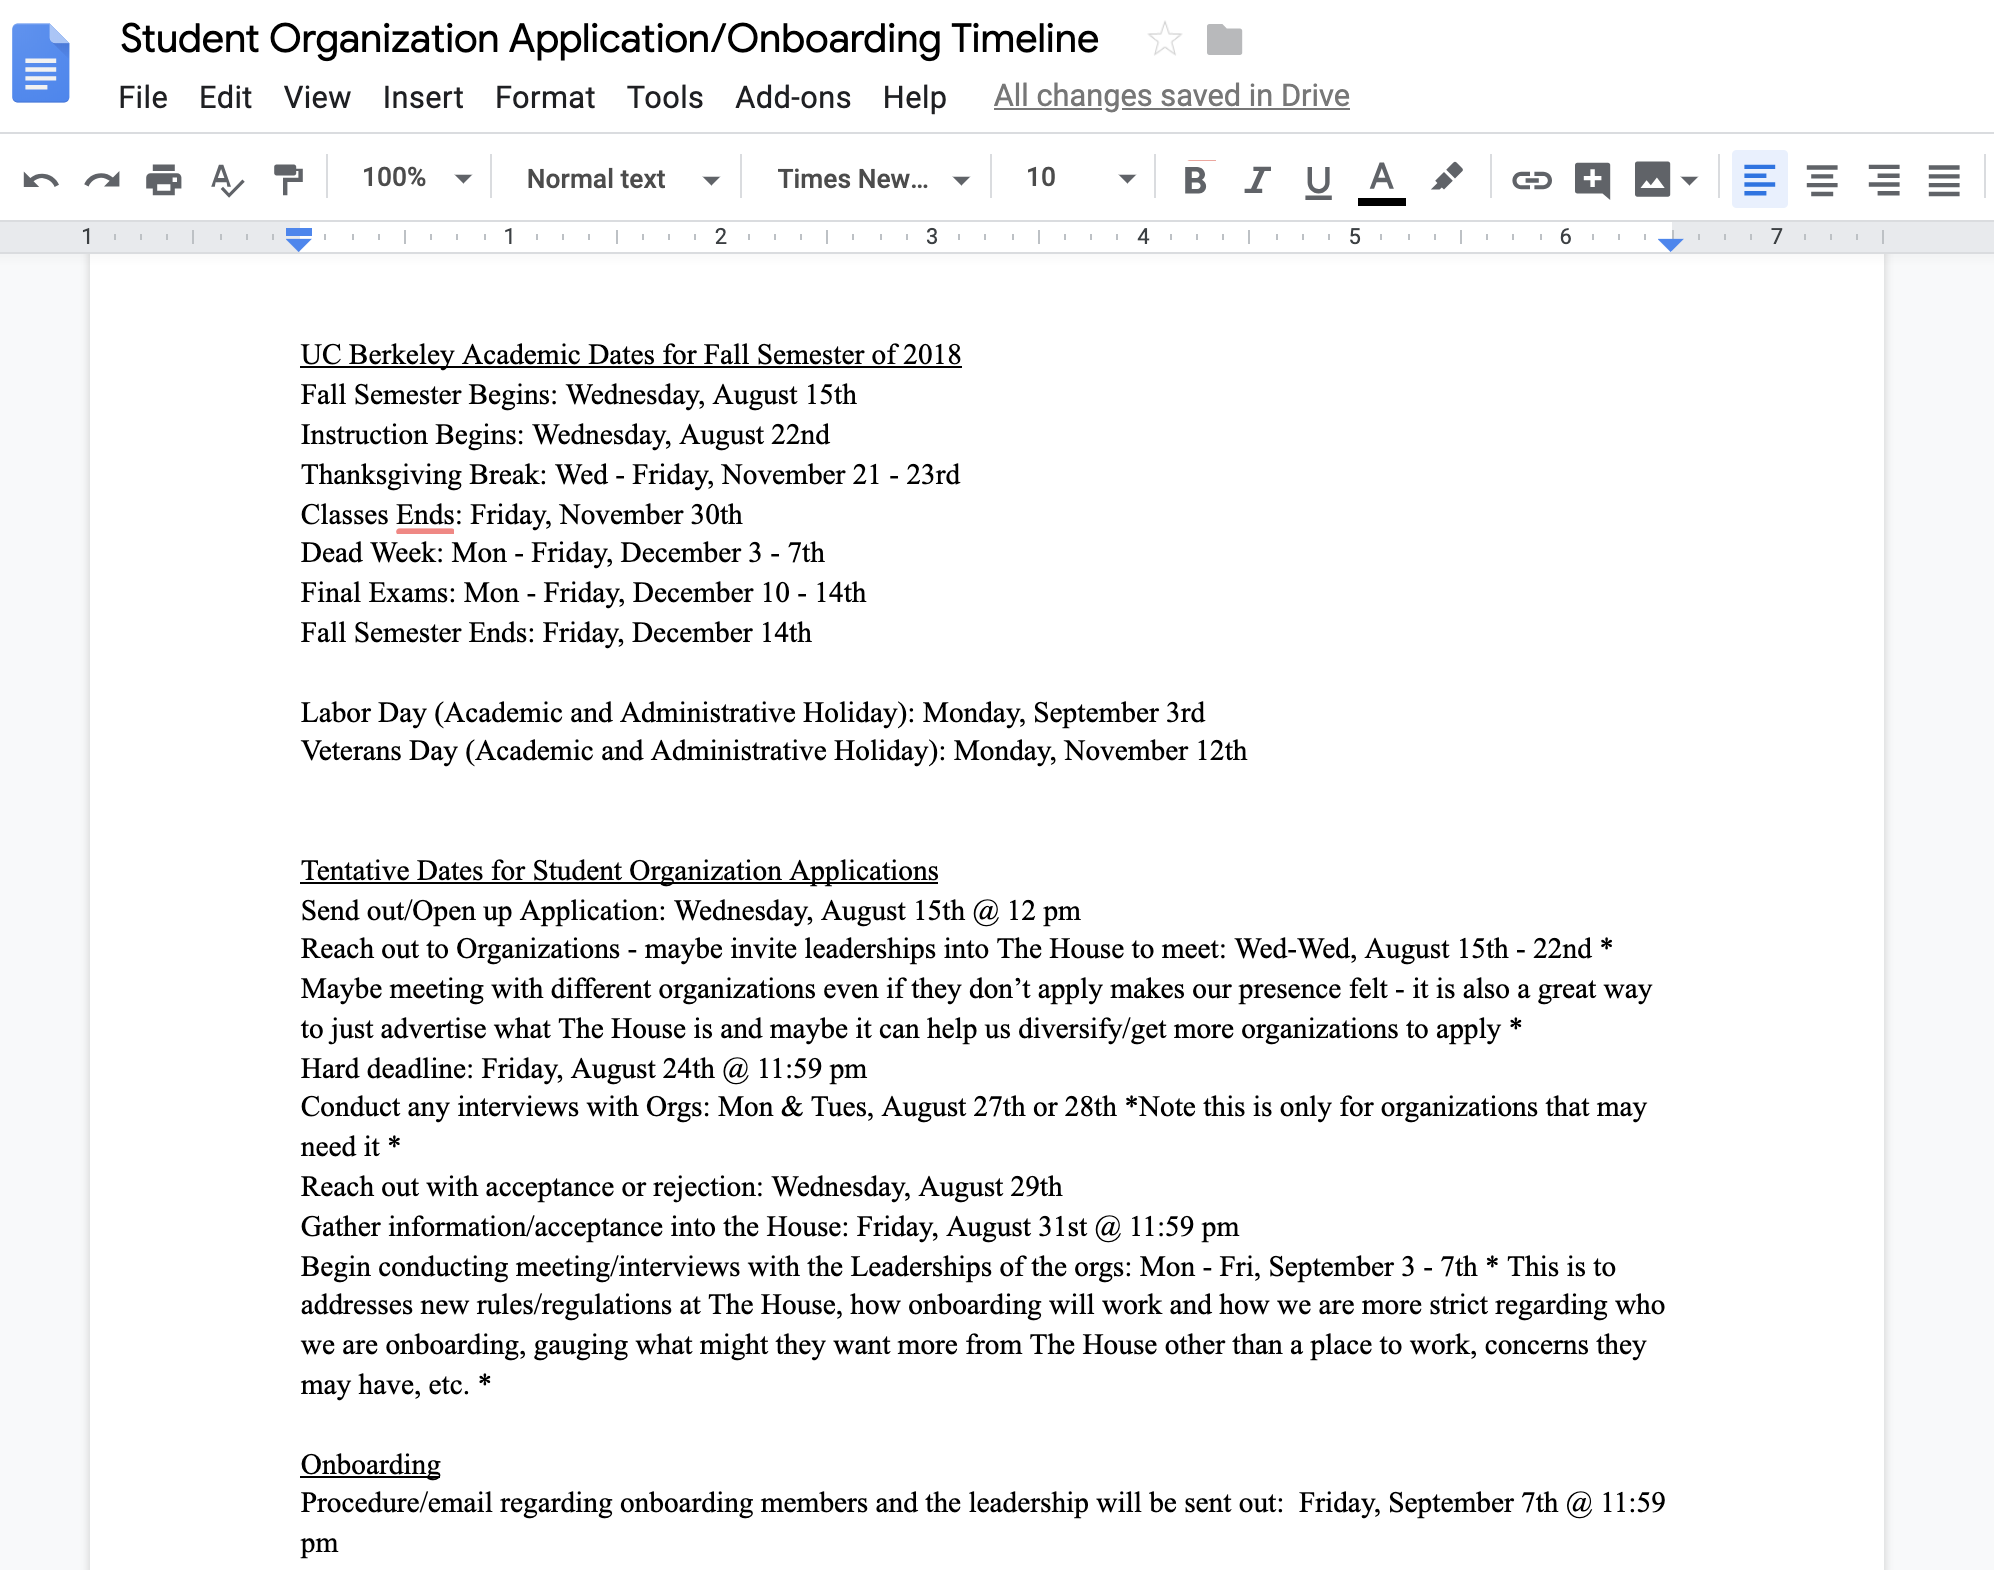 Student Organization Application/Onboarding Timeline
File Edit View Insert Format Tools Add-ons Help All changes saved in Drive
100% Normal text Times New... 10 B I U A
1 1 2 3 4 5 6 7
UC Berkeley Academic Dates for Fall Semester of 2018
Fall Semester Begins: Wednesday, August 15th
Instruction Begins: Wednesday, August 22nd
Thanksgiving Break: Wed - Friday, November 21 - 23rd
Classes Ends: Friday, November 30th
Dead Week: Mon - Friday, December 3 - 7th
Final Exams: Mon - Friday, December 10 - 14th
Fall Semester Ends: Friday, December 14th
Labor Day (Academic and Administrative Holiday): Monday, September 3rd
Veterans Day (Academic and Administrative Holiday): Monday, November 12th
Tentative Dates for Student Organization Applications
Send out/Open up Application: Wednesday, August 15th @ 12 pm
Reach out to Organizations - maybe invite leaderships into The House to meet: Wed-Wed, August 15th - 22nd *
Maybe meeting with different organizations even if they don’t apply makes our presence felt - it is also a great way
to just advertise what The House is and maybe it can help us diversify/get more organizations to apply *
Hard deadline: Friday, August 24th @ 11:59 pm
Conduct any interviews with Orgs: Mon & Tues, August 27th or 28th *Note this is only for organizations that may
need it *
Reach out with acceptance or rejection: Wednesday, August 29th
Gather information/acceptance into the House: Friday, August 31st @ 11:59 pm
Begin conducting meeting/interviews with the Leaderships of the orgs: Mon - Fri, September 3 - 7th * This is to
addresses new rules/regulations at The House, how onboarding will work and how we are more strict regarding who
we are onboarding, gauging what might they want more from The House other than a place to work, concerns they
may have, etc. *
Onboarding
Procedure/email regarding onboarding members and the leadership will be sent out:  Friday, September 7th @ 11:59
pm